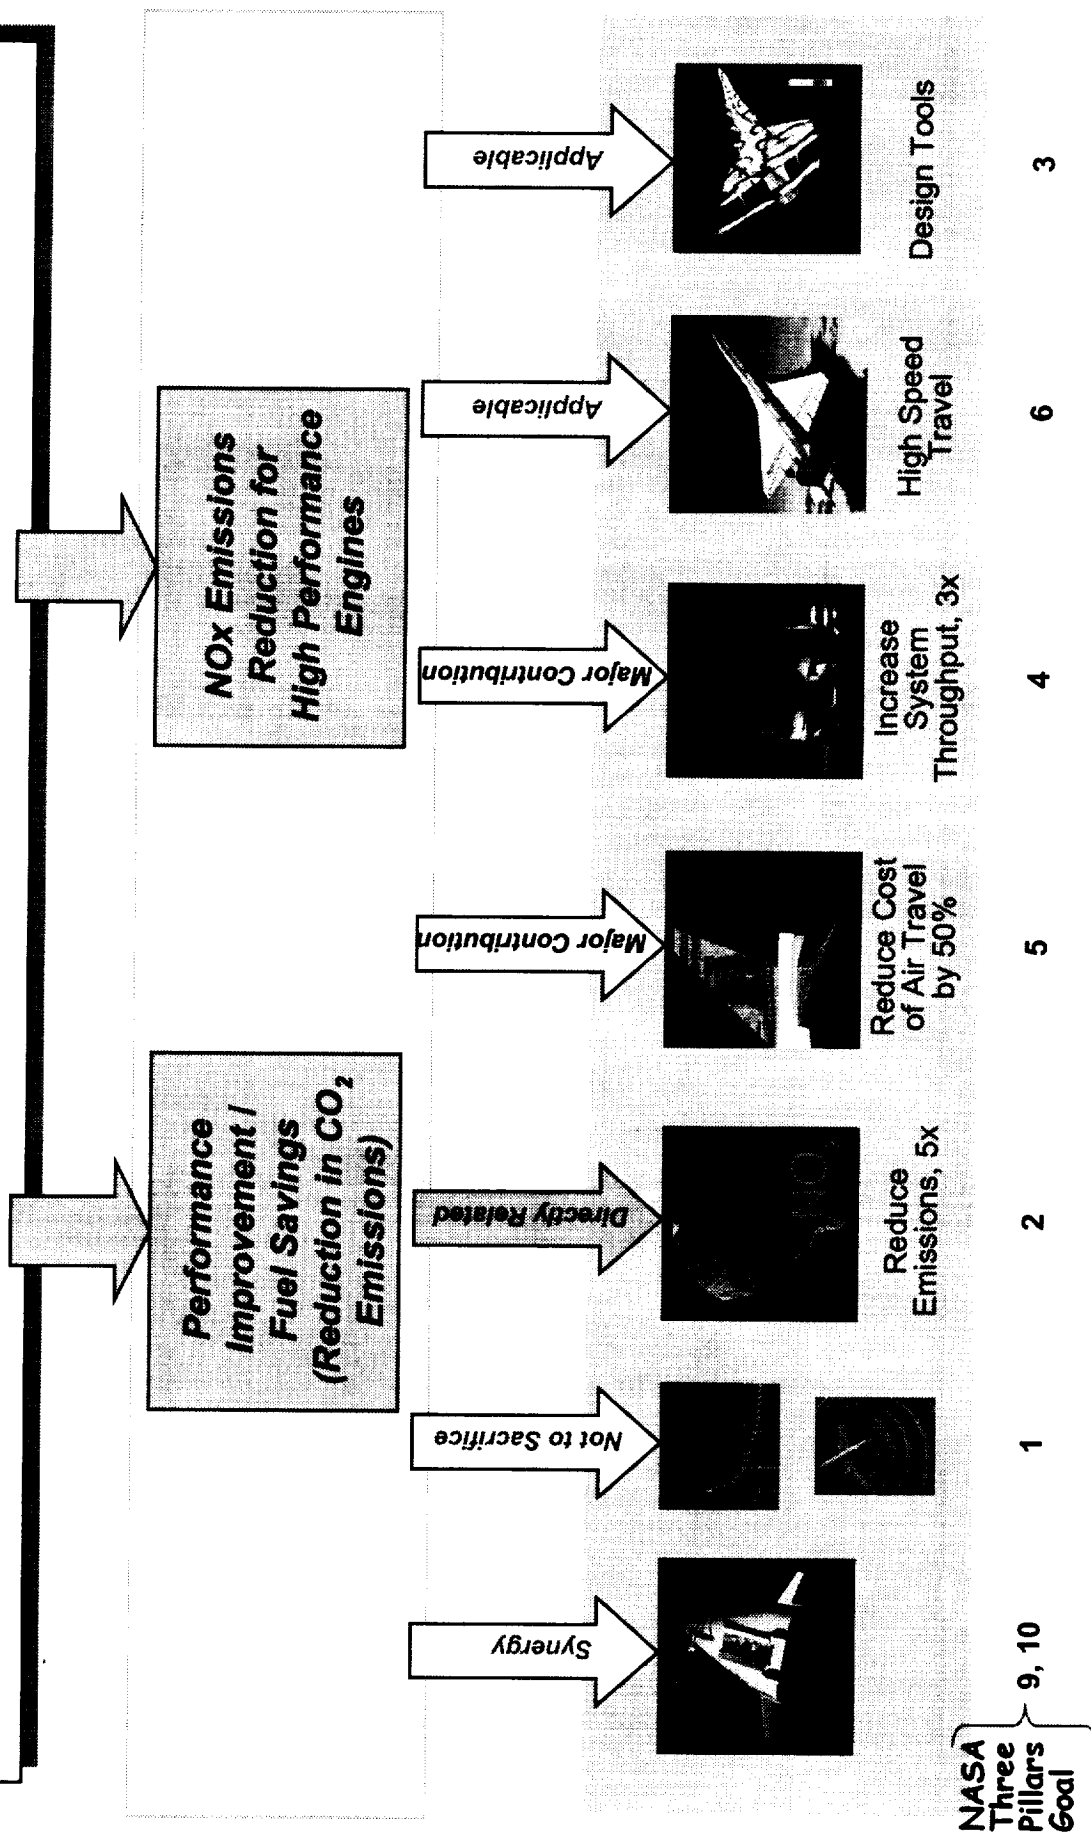 Performance
Improvement /
Fuel Savings
(Reduction in CO₂
Emissions)
NOx Emissions
Reduction for
High Performance
Engines
Synergy
Not to Sacrifice
Directly Related
Major Contribution
Major Contribution
Applicable
Applicable
Reduce
Emissions, 5x
Reduce Cost
of Air Travel
by 50%
Increase
System
Throughput, 3x
High Speed
Travel
Design Tools
NASA
Three
Pillars
Goal
9, 10
1
2
5
4
6
3